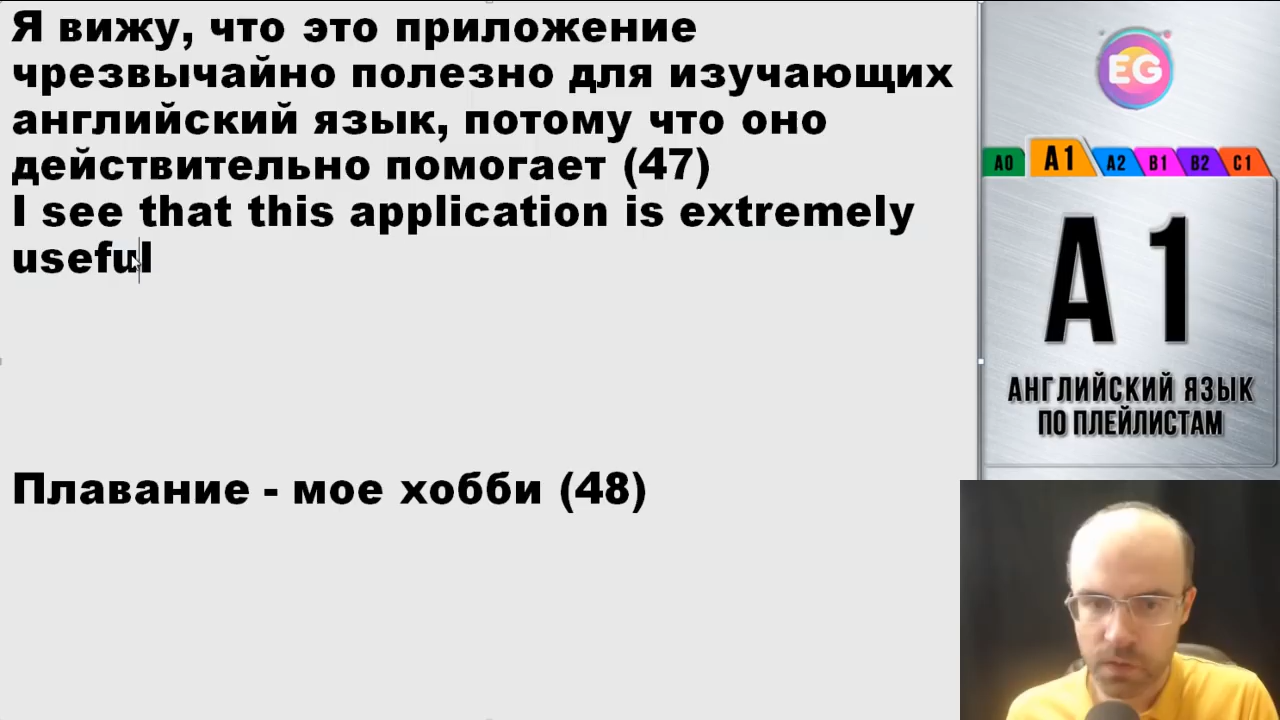 Я вижу, что это приложение
чрезвычайно полезно для изучающих
английский язык, потому что оно
действительно помогает (47)
I see that this application is extremely
useful
Плавание - мое хобби (48)
EG
A0 A1 A2 B1 B2 C1
A 1
АНГЛИЙСКИЙ ЯЗЫК
ПО ПЛЕЙЛИСТАМ